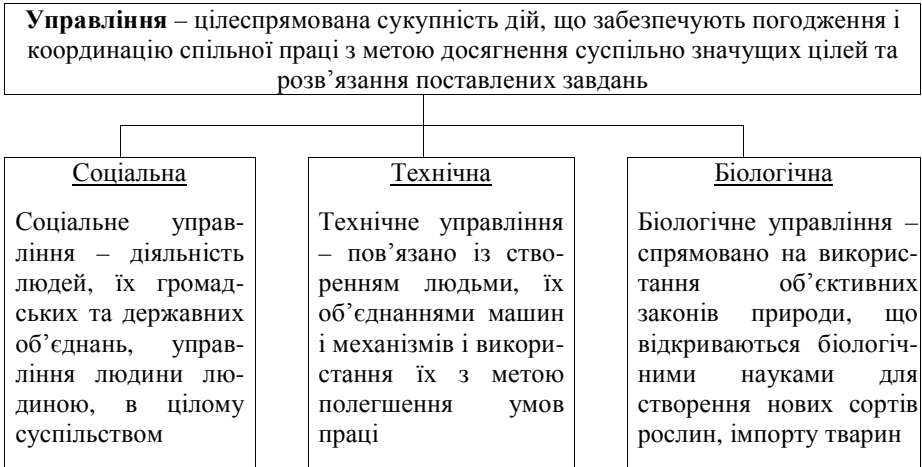 Управління – цілеспрямована сукупність дій, що забезпечують погодження і
координацію спільної праці з метою досягнення суспільно значущих цілей та
розв’язання поставлених завдань
Соціальна
Соціальне управ-
ління – діяльність
людей, їх громад-
ських та державних
об’єднань, управ-
ління людини лю-
диною, в цілому
суспільством
Технічна
Технічне управління
– пов’язано із ство-
ренням людьми, їх
об’єднаннями машин
і механізмів і викори-
стання їх з метою
полегшення умов
праці
Біологічна
Біологічне управління –
спрямовано на викорис-
тання об’єктивних
законів природи, що
відкриваються біологіч-
ними науками для
створення нових сортів
рослин, імпорту тварин